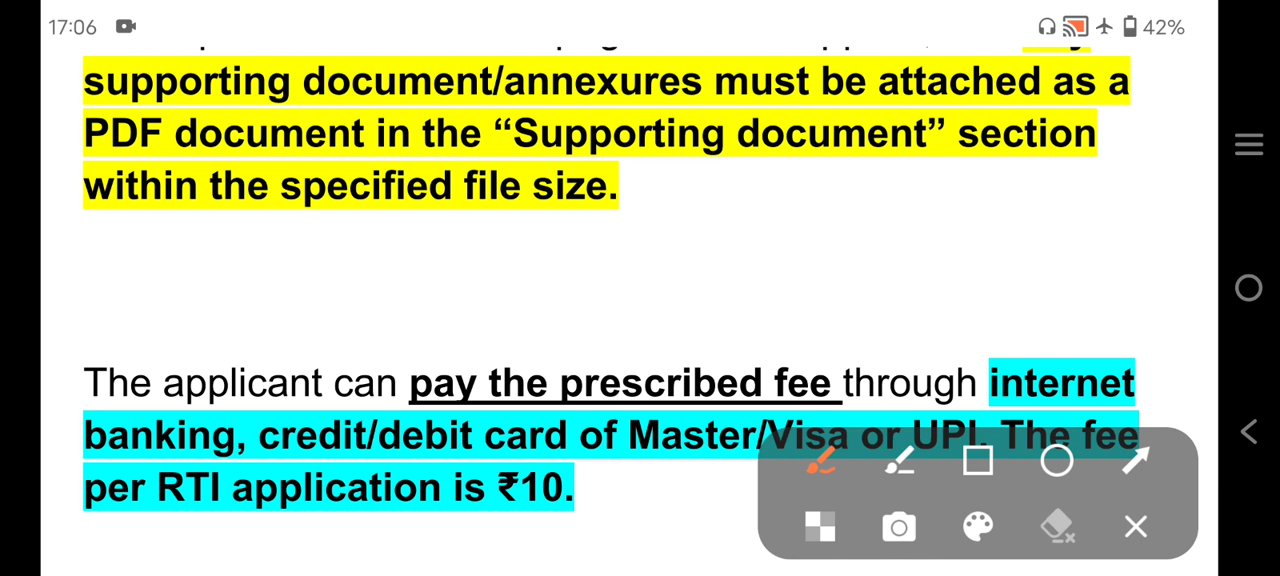 17:06
42%
supporting document/annexures must be attached as a
PDF document in the “Supporting document” section
within the specified file size.
The applicant can pay the prescribed fee through internet
banking, credit/debit card of Master/Visa or UPI. The fee
per RTI application is ₹10.